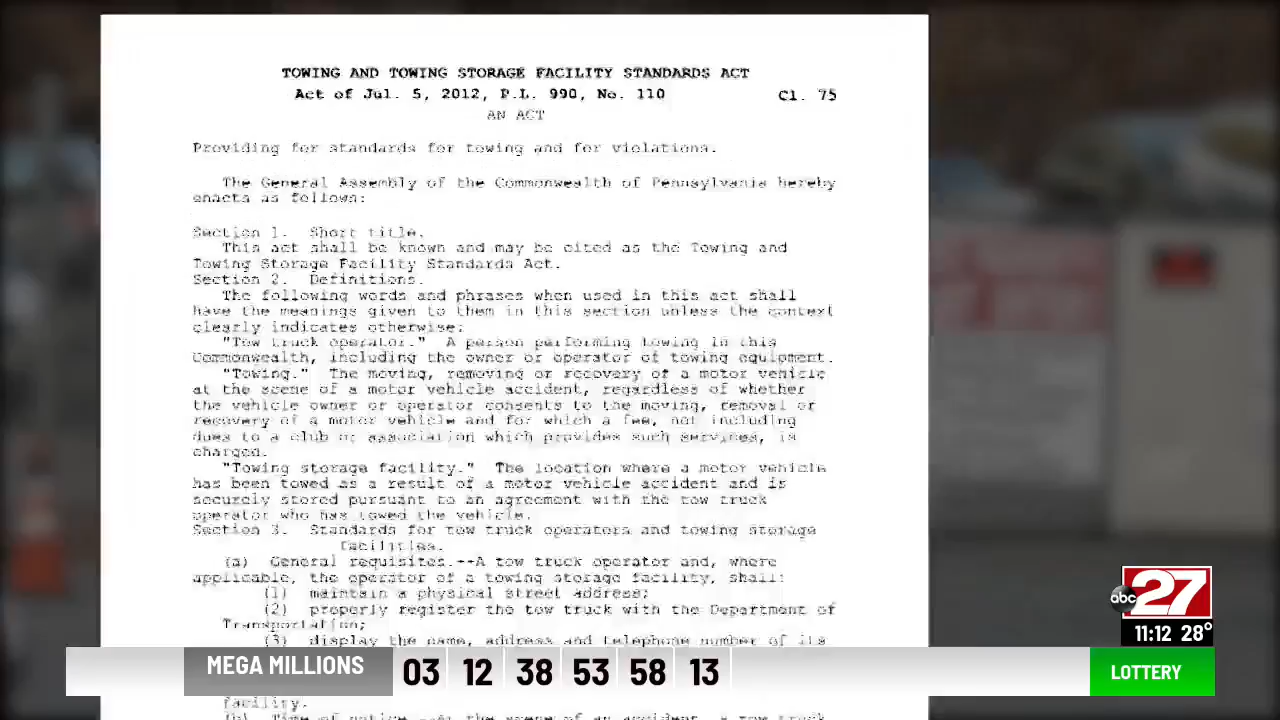 TOWING AND TOWING STORAGE FACILITY STANDARDS ACT
Act of Jul. 5, 2012, P.L. 990, No. 110 Cl. 75
AN ACT
Providing for standards for towing and for violations.
The General Assembly of the Commonwealth of Pennsylvania hereby
enacts as follows:
Section 1. Short title.
This act shall be known and may be cited as the Towing and
Towing Storage Facility Standards Act.
Section 2. Definitions.
The following words and phrases when used in this act shall
have the meanings given to them in this section unless the context
clearly indicates otherwise:
"Tow truck operator." A person performing towing in this
Commonwealth, including the owner or operator of towing equipment.
"Towing." The moving, removing or recovery of a motor vehicle
at the scene of a motor vehicle accident, regardless of whether
the vehicle owner or operator consents to the moving, removal or
recovery of a motor vehicle and for which a fee, not including
dues to a club or association which provides such services, is
charged.
"Towing storage facility." The location where a motor vehicle
has been towed as a result of a motor vehicle accident and is
securely stored pursuant to an agreement with the tow truck
operator who has towed the vehicle.
Section 3. Standards for tow truck operators and towing storage
facilities.
(a) General requisites.--A tow truck operator and, where
applicable, the operator of a towing storage facility, shall:
(1) maintain a physical street address;
(2) properly register the tow truck with the Department of
Transportation;
(3) display the name, address and telephone number of its
facility.
(b) Time of notice.--At the scene of an accident, a tow truck
abc 27
11:12 28°
MEGA MILLIONS 03 12 38 53 58 13 LOTTERY